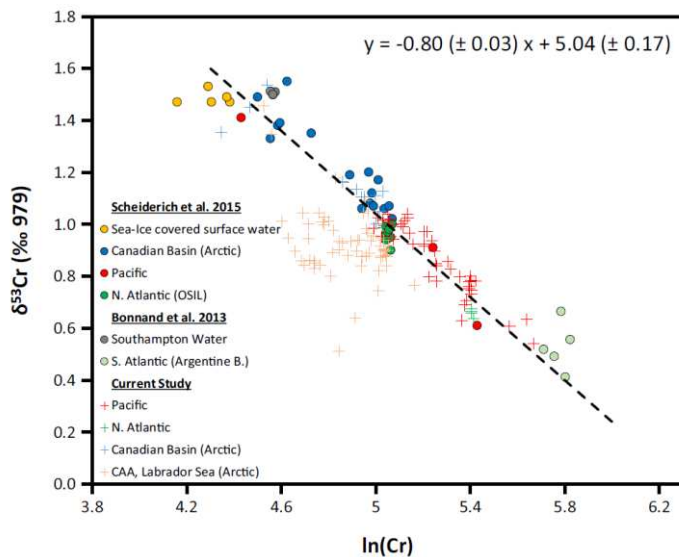 y = -0.80 (± 0.03) x + 5.04 (± 0.17)
1.8
1.6
1.4
1.2
1.0
0.8
0.6
0.4
0.2
0.0
δ⁵³Cr (‰ 979)
Scheiderich et al. 2015
Sea-Ice covered surface water
Canadian Basin (Arctic)
Pacific
N. Atlantic (OSIL)
Bonnand et al. 2013
Southampton Water
S. Atlantic (Argentine B.)
Current Study
Pacific
N. Atlantic
Canadian Basin (Arctic)
CAA, Labrador Sea (Arctic)
3.8 4.2 4.6 5 5.4 5.8 6.2
ln(Cr)